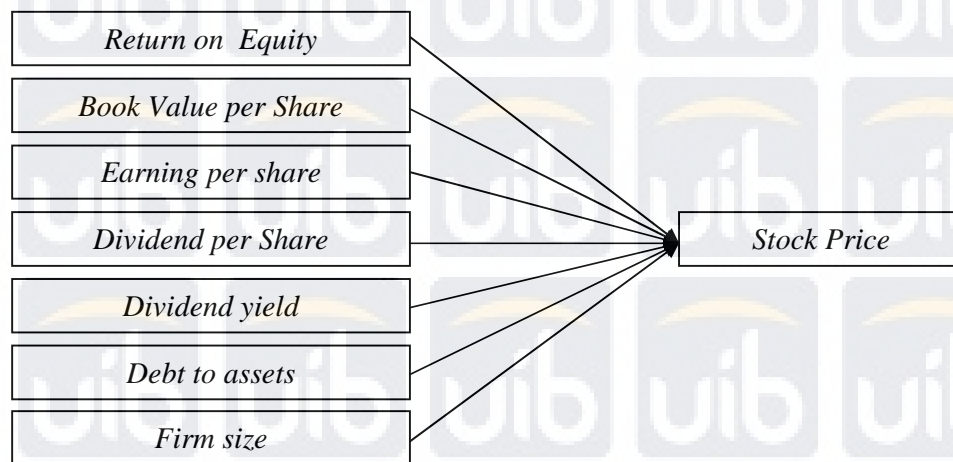 Return on Equity
Book Value per Share
Earning per share
Dividend per Share
Stock Price
Dividend yield
Debt to assets
Firm size